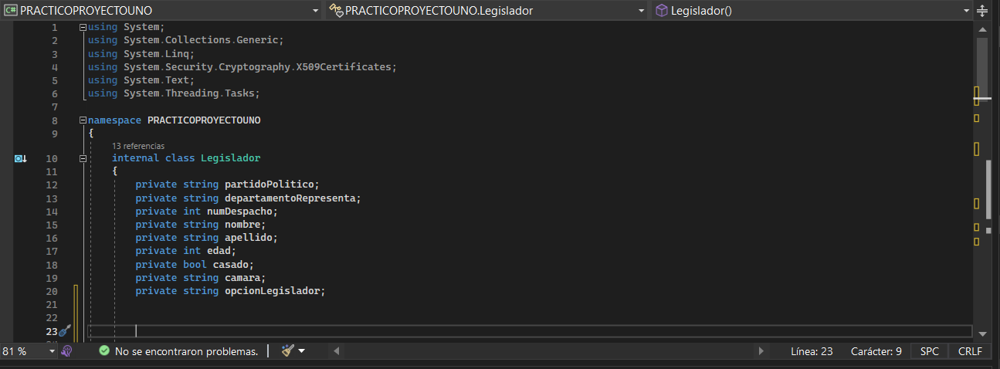 C# PRACTICOPROYECTOUNO PRACTICOPROYECTOUNO.Legislador Legislador()
1 using System;
2 using System.Collections.Generic;
3 using System.Linq;
4 using System.Security.Cryptography.X509Certificates;
5 using System.Text;
6 using System.Threading.Tasks;
7
8 namespace PRACTICOPROYECTOUNO
9 {
13 referencias
10 internal class Legislador
11 {
12 private string partidoPolitico;
13 private string departamentoRepresenta;
14 private int numDespacho;
15 private string nombre;
16 private string apellido;
17 private int edad;
18 private bool casado;
19 private string camara;
20 private string opcionLegislador;
21
22
23
81 % No se encontraron problemas. Línea: 23 Carácter: 9 SPC CRLF